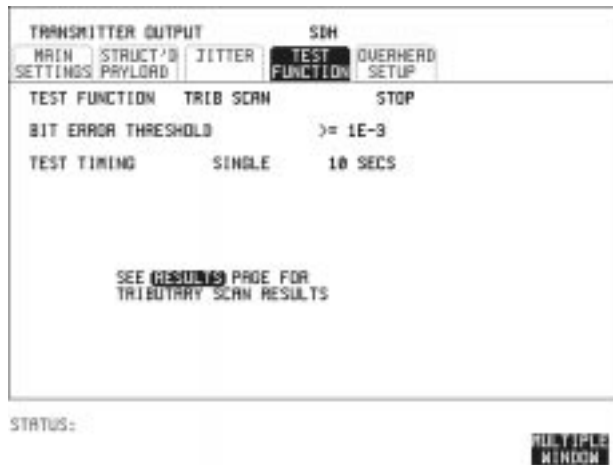 TRANSMITTER OUTPUT SDH
MAIN SETTINGS STRUCT'D PAYLOAD JITTER TEST FUNCTION OVERHEAD SETUP
TEST FUNCTION TRIB SCAN STOP
BIT ERROR THRESHOLD >= 1E-3
TEST TIMING SINGLE 10 SECS
SEE RESULTS PAGE FOR
TRIBUTARY SCAN RESULTS
STATUS:
MULTIPLE
WINDOW